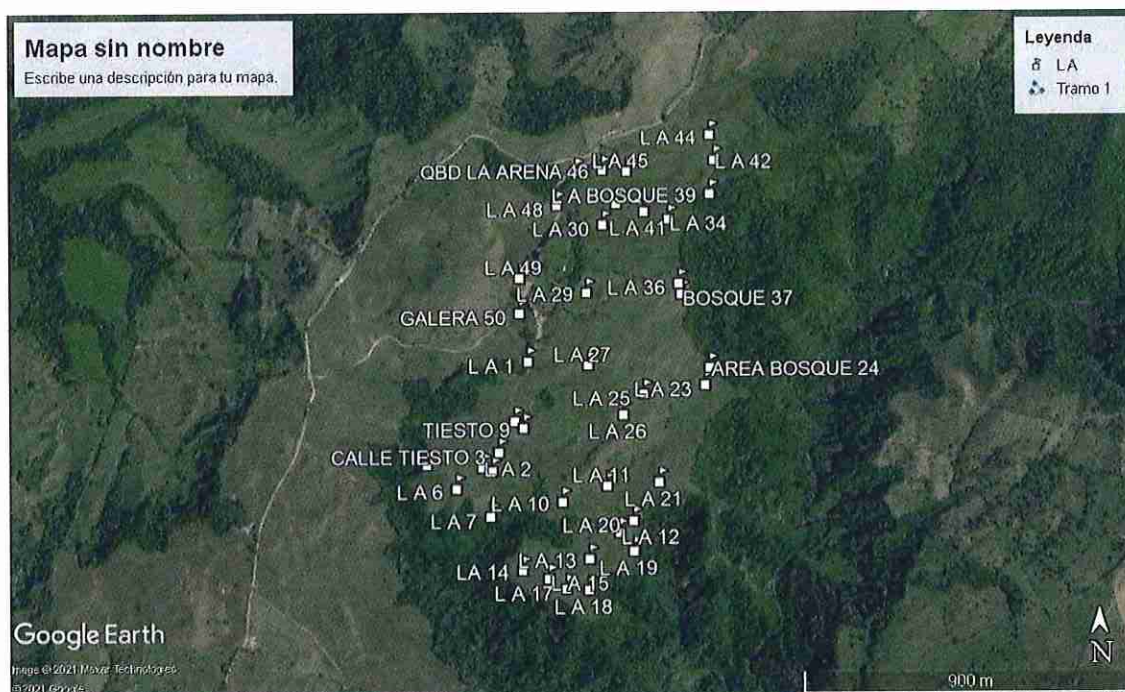 Mapa sin nombre
Escribe una descripción para tu mapa.
Leyenda
L A
Tramo 1
L A 44
L A 45
L A 42
QBD LA ARENA 46
L A BOSQUE 39
L A 48
L A 30
L A 41
L A 34
L A 49
L A 29
L A 36
BOSQUE 37
GALERA 50
L A 1
L A 27
AREA BOSQUE 24
L A 23
L A 25
L A 26
TIESTO 9
CALLE TIESTO 3
A 2
L A 11
L A 6
L A 10
L A 21
L A 7
L A 20
L A 12
L A 13
L A 19
LA 14
L A 17
A 15
L A 18
Google Earth
N
Image © 2021 Maxar Technologies
© 2021 Google
900 m